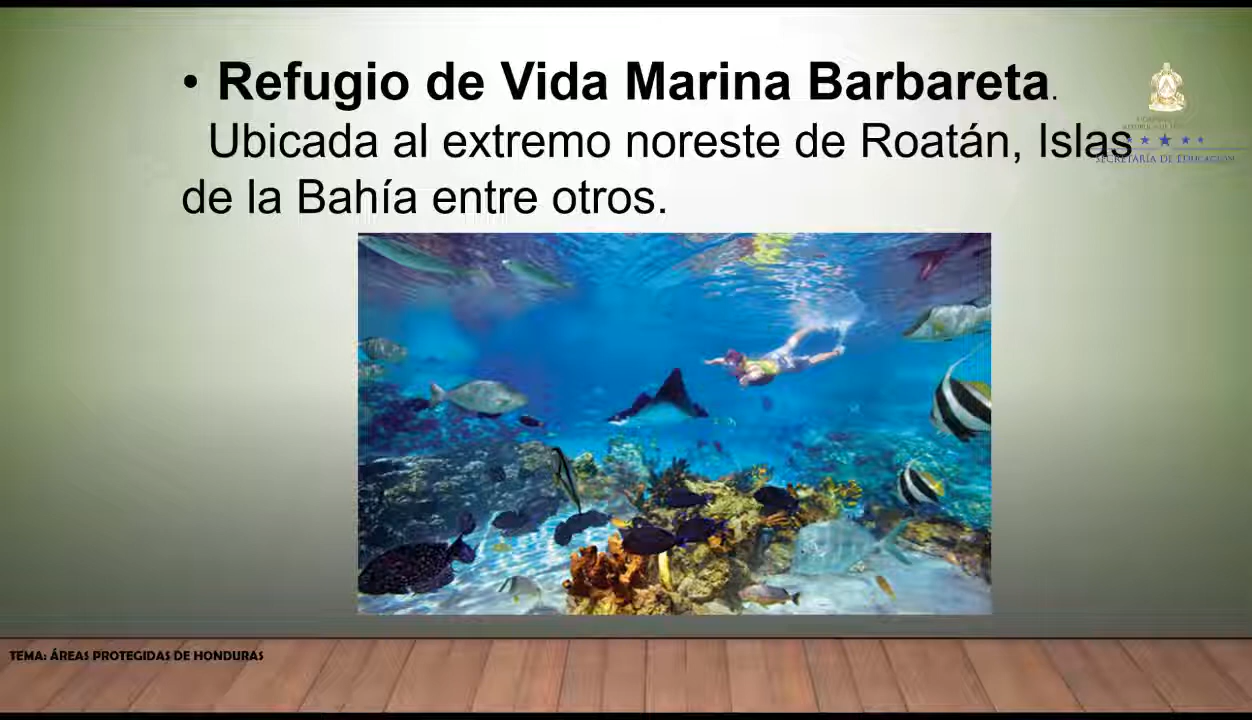 • Refugio de Vida Marina Barbareta.
Ubicada al extremo noreste de Roatán, Islas
de la Bahía entre otros.
SECRETARÍA DE EDUCACIÓN
TEMA: ÁREAS PROTEGIDAS DE HONDURAS